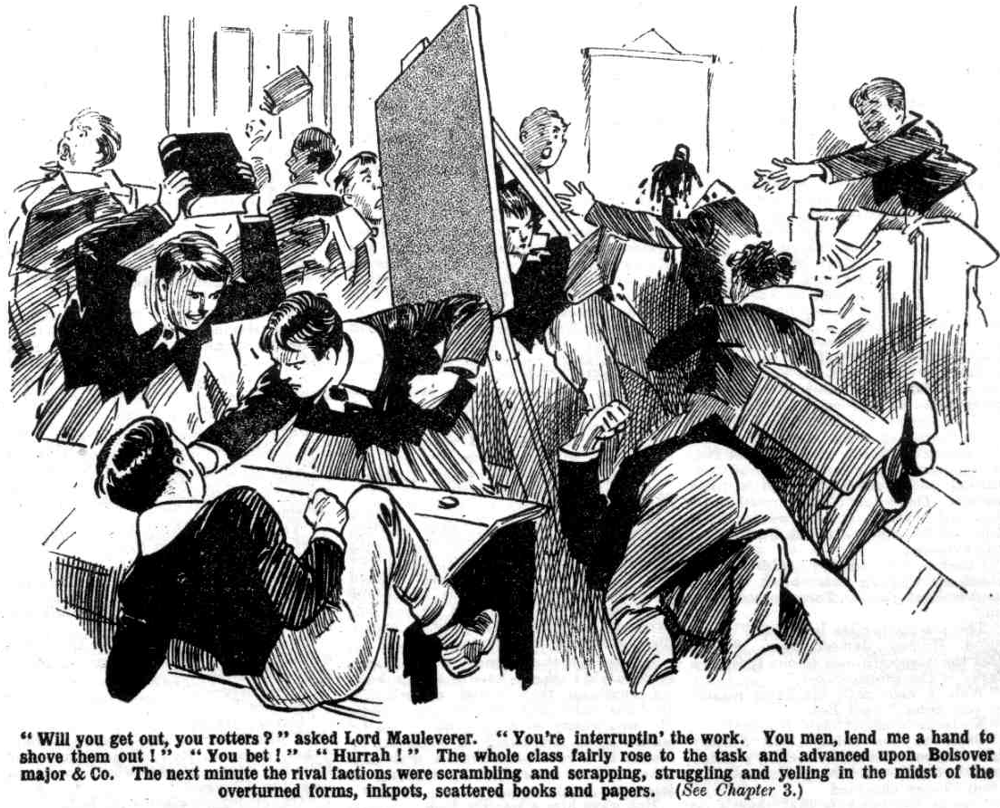 " Will you get out, you rotters ? " asked Lord Mauleverer. " You're interruptin' the work. You men, lend me a hand to
shove them out ! " " You bet ! " " Hurrah ! " The whole class fairly rose to the task and advanced upon Bolsover
major & Co. The next minute the rival factions were scrambling and scrapping, struggling and yelling in the midst of the
overturned forms, inkpots, scattered books and papers. (See Chapter 3.)